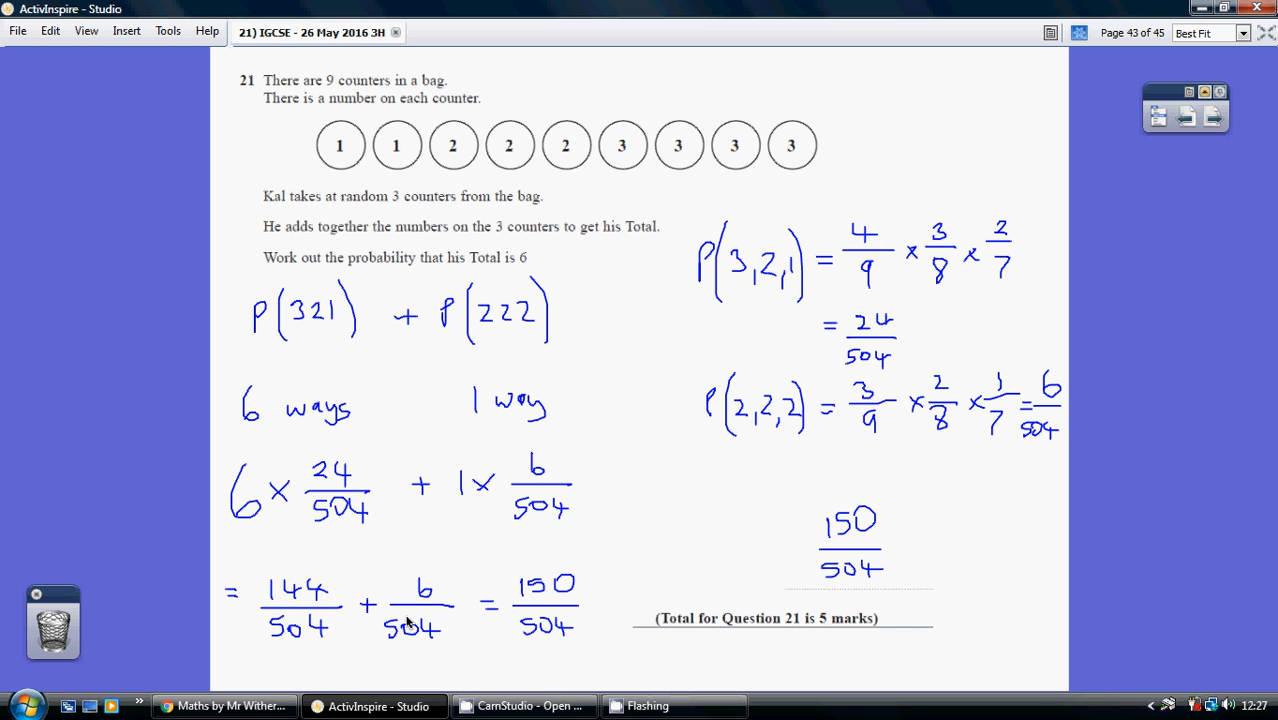 ActivInspire - Studio
File Edit View Insert Tools Help 21) IGCSE - 26 May 2016 3H Page 43 of 45 Best Fit
21 There are 9 counters in a bag.
There is a number on each counter.
1 1 2 2 2 3 3 3 3
Kal takes at random 3 counters from the bag.
He adds together the numbers on the 3 counters to get his Total.
Work out the probability that his Total is 6
P(321) + P(222)
6 ways 1 way
6 × 24/504 + 1 × 6/504
= 144/504 + 6/504 = 150/504
P(3,2,1) = 4/9 × 3/8 × 2/7
= 24/504
P(2,2,2) = 3/9 × 2/8 × 1/7 = 6/504
150/504
(Total for Question 21 is 5 marks)
Maths by Mr Wither... ActivInspire - Studio CamStudio - Open ... Flashing 12:27